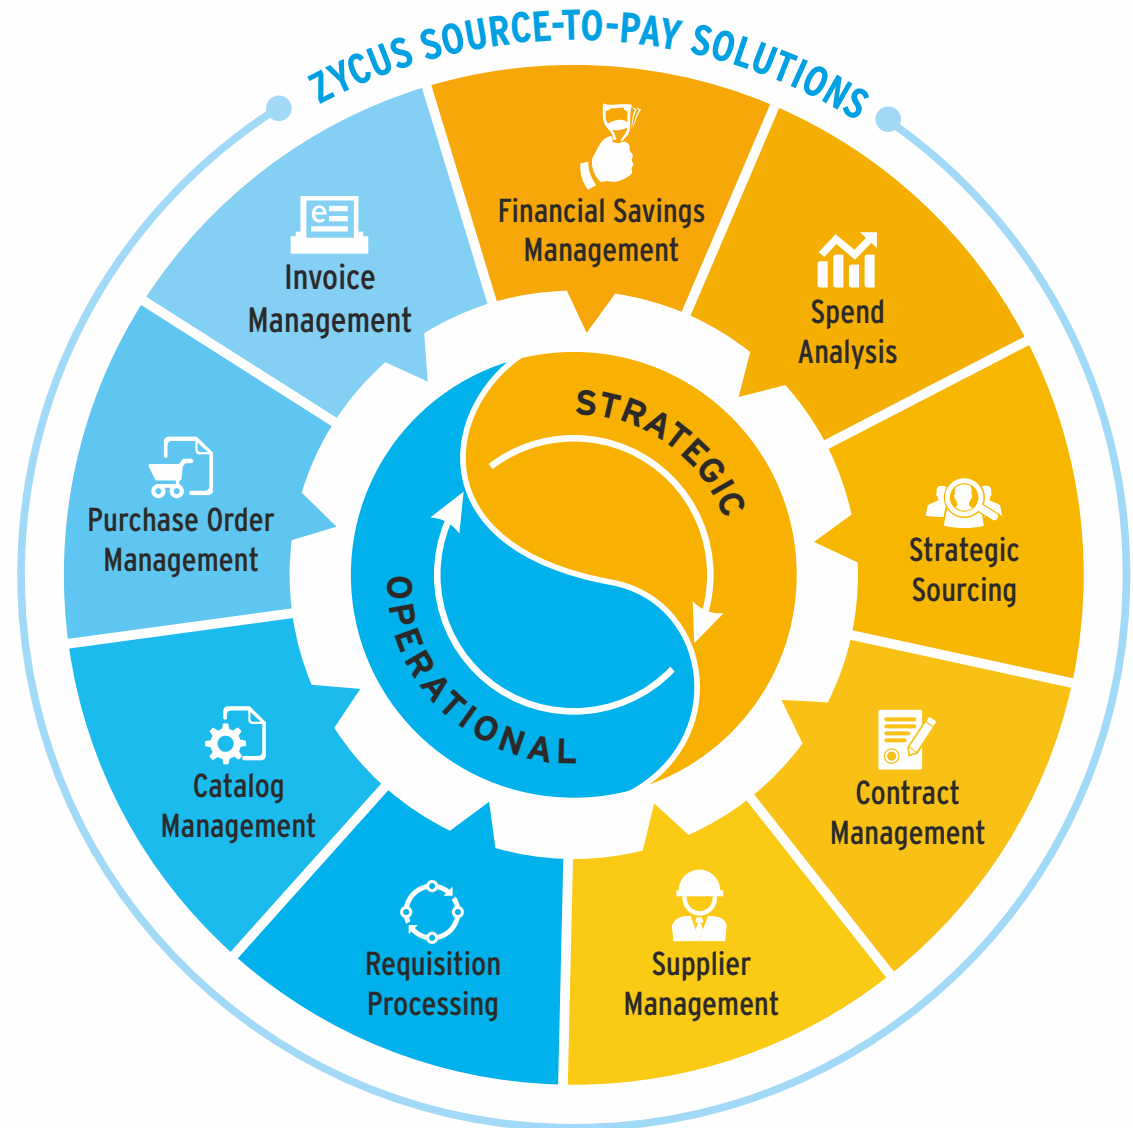 ZYCUS SOURCE-TO-PAY SOLUTIONS
Financial Savings
Management
Spend
Analysis
Strategic
Sourcing
Contract
Management
Supplier
Management
Requisition
Processing
Catalog
Management
Purchase Order
Management
e
Invoice
Management
STRATEGIC
OPERATIONAL